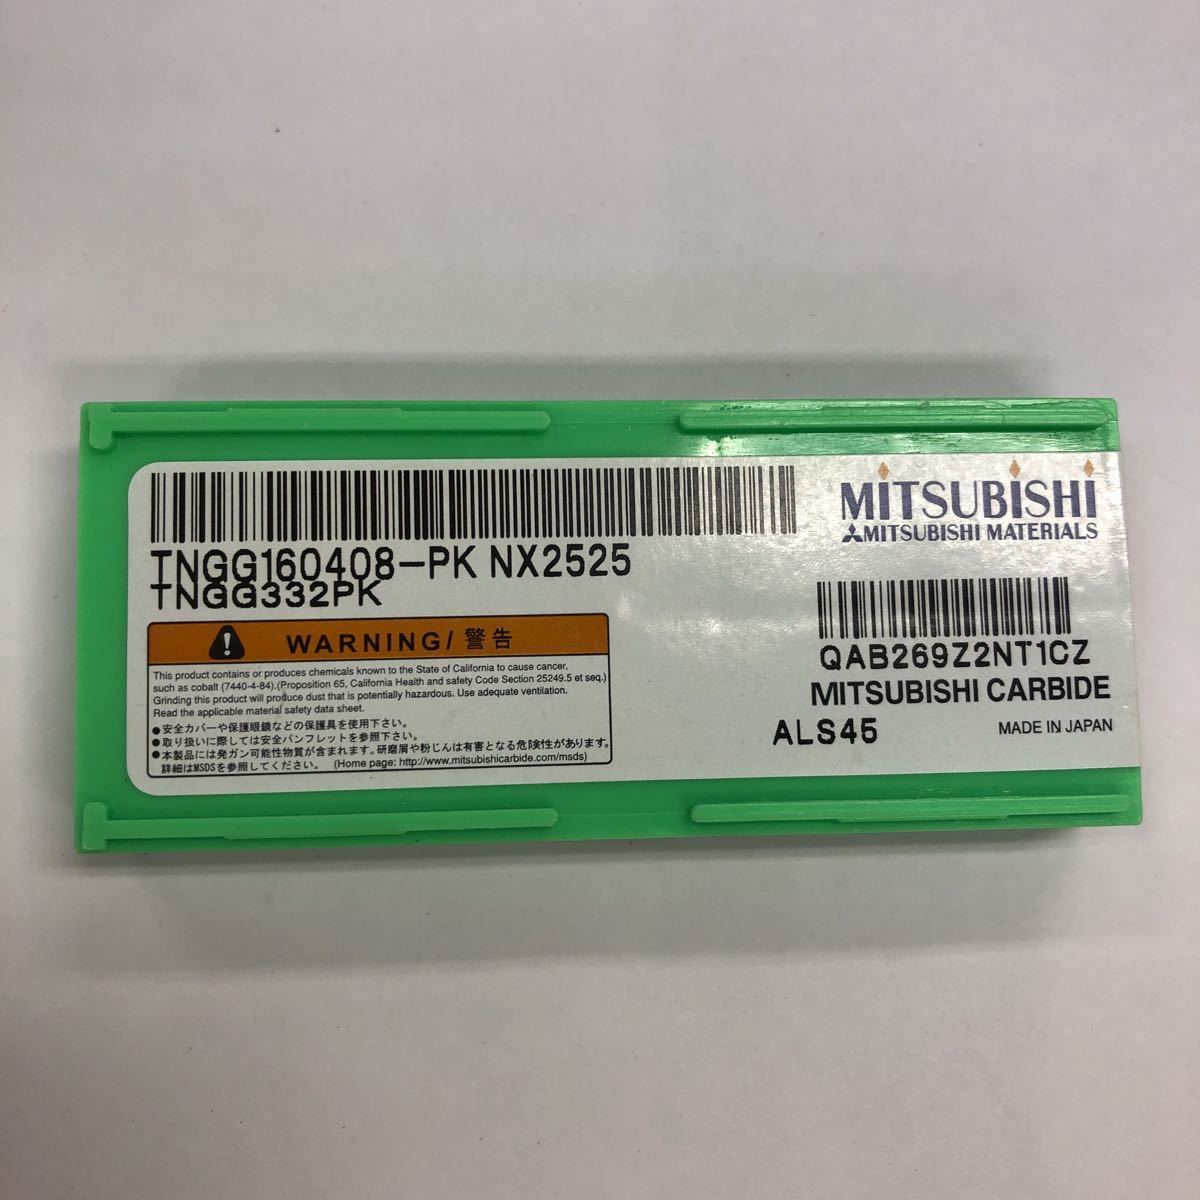 TNGG160408-PK NX2525
TNGG332PK
WARNING/警告
This product contains or produces chemicals known to the State of California to cause cancer,
such as cobalt (7440-4-84).(Proposition 65, California Health and safety Code Section 25249.5 et seq.)
Grinding this product will produce dust that is potentially hazardous. Use adequate ventilation.
Read the applicable material safety data sheet.
●安全カバーや保護眼鏡などの保護具を使用下さい。
●取り扱いに際しては安全パンフレットを参照下さい。
●本製品には発ガン可能性物質が含まれます。研磨屑や粉じんは有害となる危険性があります。
詳細はMSDSを参照してください。 (Home page: http://www.mitsubishicarbide.com/msds)
MITSUBISHI
MITSUBISHI MATERIALS
QAB269Z2NT1CZ
MITSUBISHI CARBIDE
ALS45
MADE IN JAPAN